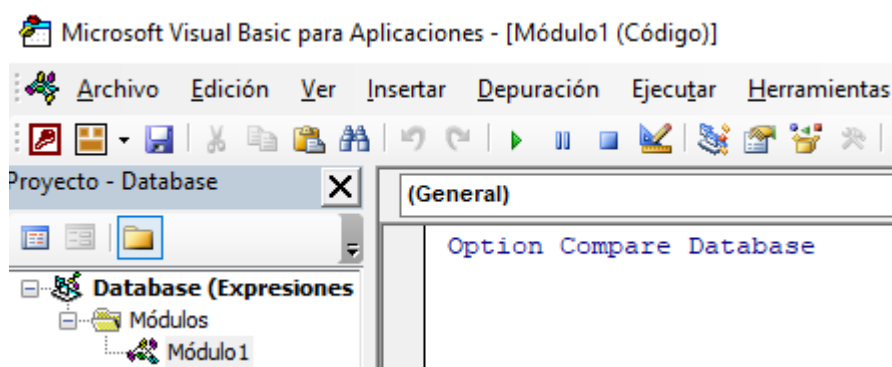 Microsoft Visual Basic para Aplicaciones - [Módulo1 (Código)]
Archivo Edición Ver Insertar Depuración Ejecutar Herramientas
Proyecto - Database
(General)
Option Compare Database
Database (Expresiones
Módulos
Módulo1